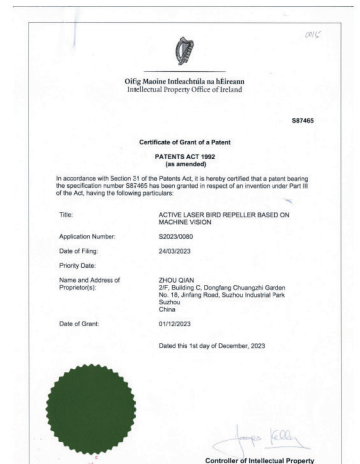 Oifig Maoine Intleachtúla na hÉireann
Intellectual Property Office of Ireland
S87465
Certificate of Grant of a Patent
PATENTS ACT 1992
(as amended)
In accordance with Section 31 of the Patents Act, it is hereby certified that a patent bearing
the specification number S87465 has been granted in respect of an invention under Part III
of the Act, having the following particulars:
Title: ACTIVE LASER BIRD REPELLER BASED ON
MACHINE VISION
Application Number: S2023/0080
Date of Filing: 24/03/2023
Priority Date:
Name and Address of ZHOU QIAN
Proprietor(s): 2/F, Building C, Dongfang Chuangzhi Garden
No. 18, Jinfang Road, Suzhou Industrial Park
Suzhou
China
Date of Grant: 01/12/2023
Dated this 1st day of December, 2023
Controller of Intellectual Property